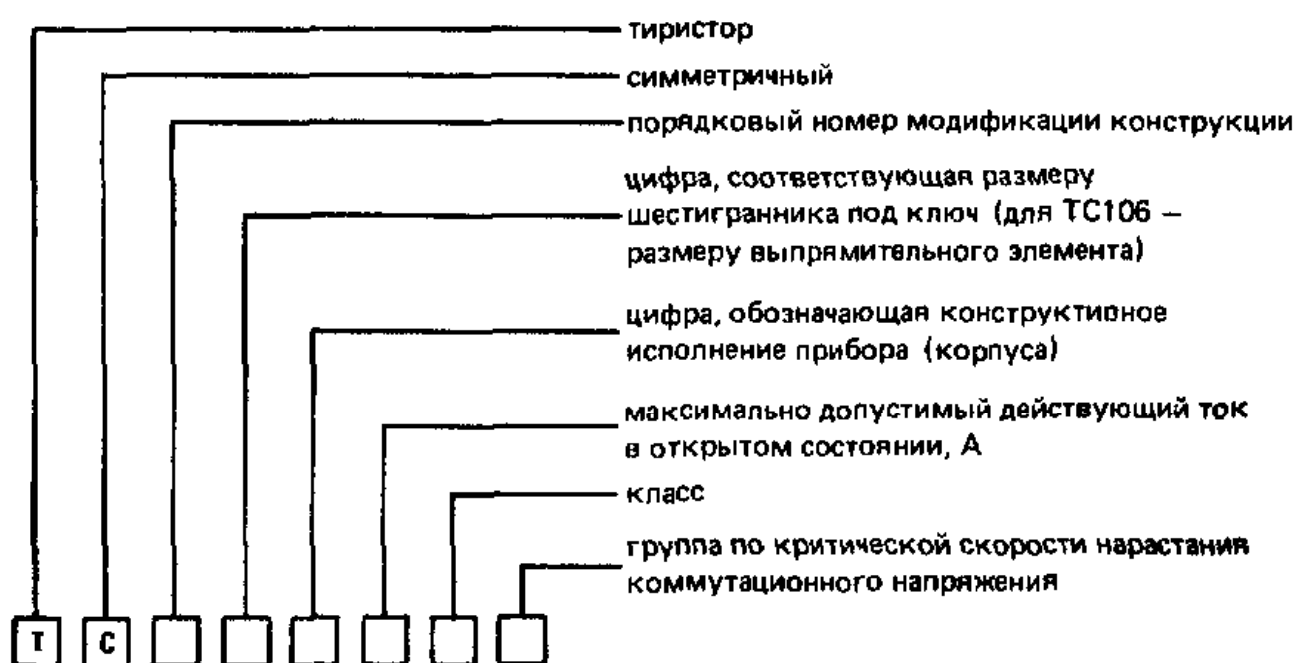 тиристор
симметричный
порядковый номер модификации конструкции
цифра, соответствующая размеру
шестигранника под ключ (для ТС106 –
размеру выпрямительного элемента)
цифра, обозначающая конструктивное
исполнение прибора (корпуса)
максимально допустимый действующий ток
в открытом состоянии, А
класс
группа по критической скорости нарастания
коммутационного напряжения
Т С